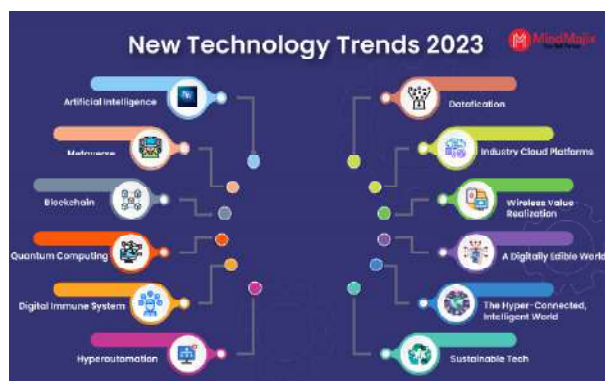 New Technology Trends 2023
MindMajix
Artificial Intelligence
Metaverse
Blockchain
Quantum Computing
Digital Immune System
Hyperautomation
Datafication
Industry Cloud Platforms
Wireless Value
Realization
A Digitally Edible World
The Hyper-Connected,
Intelligent World
Sustainable Tech